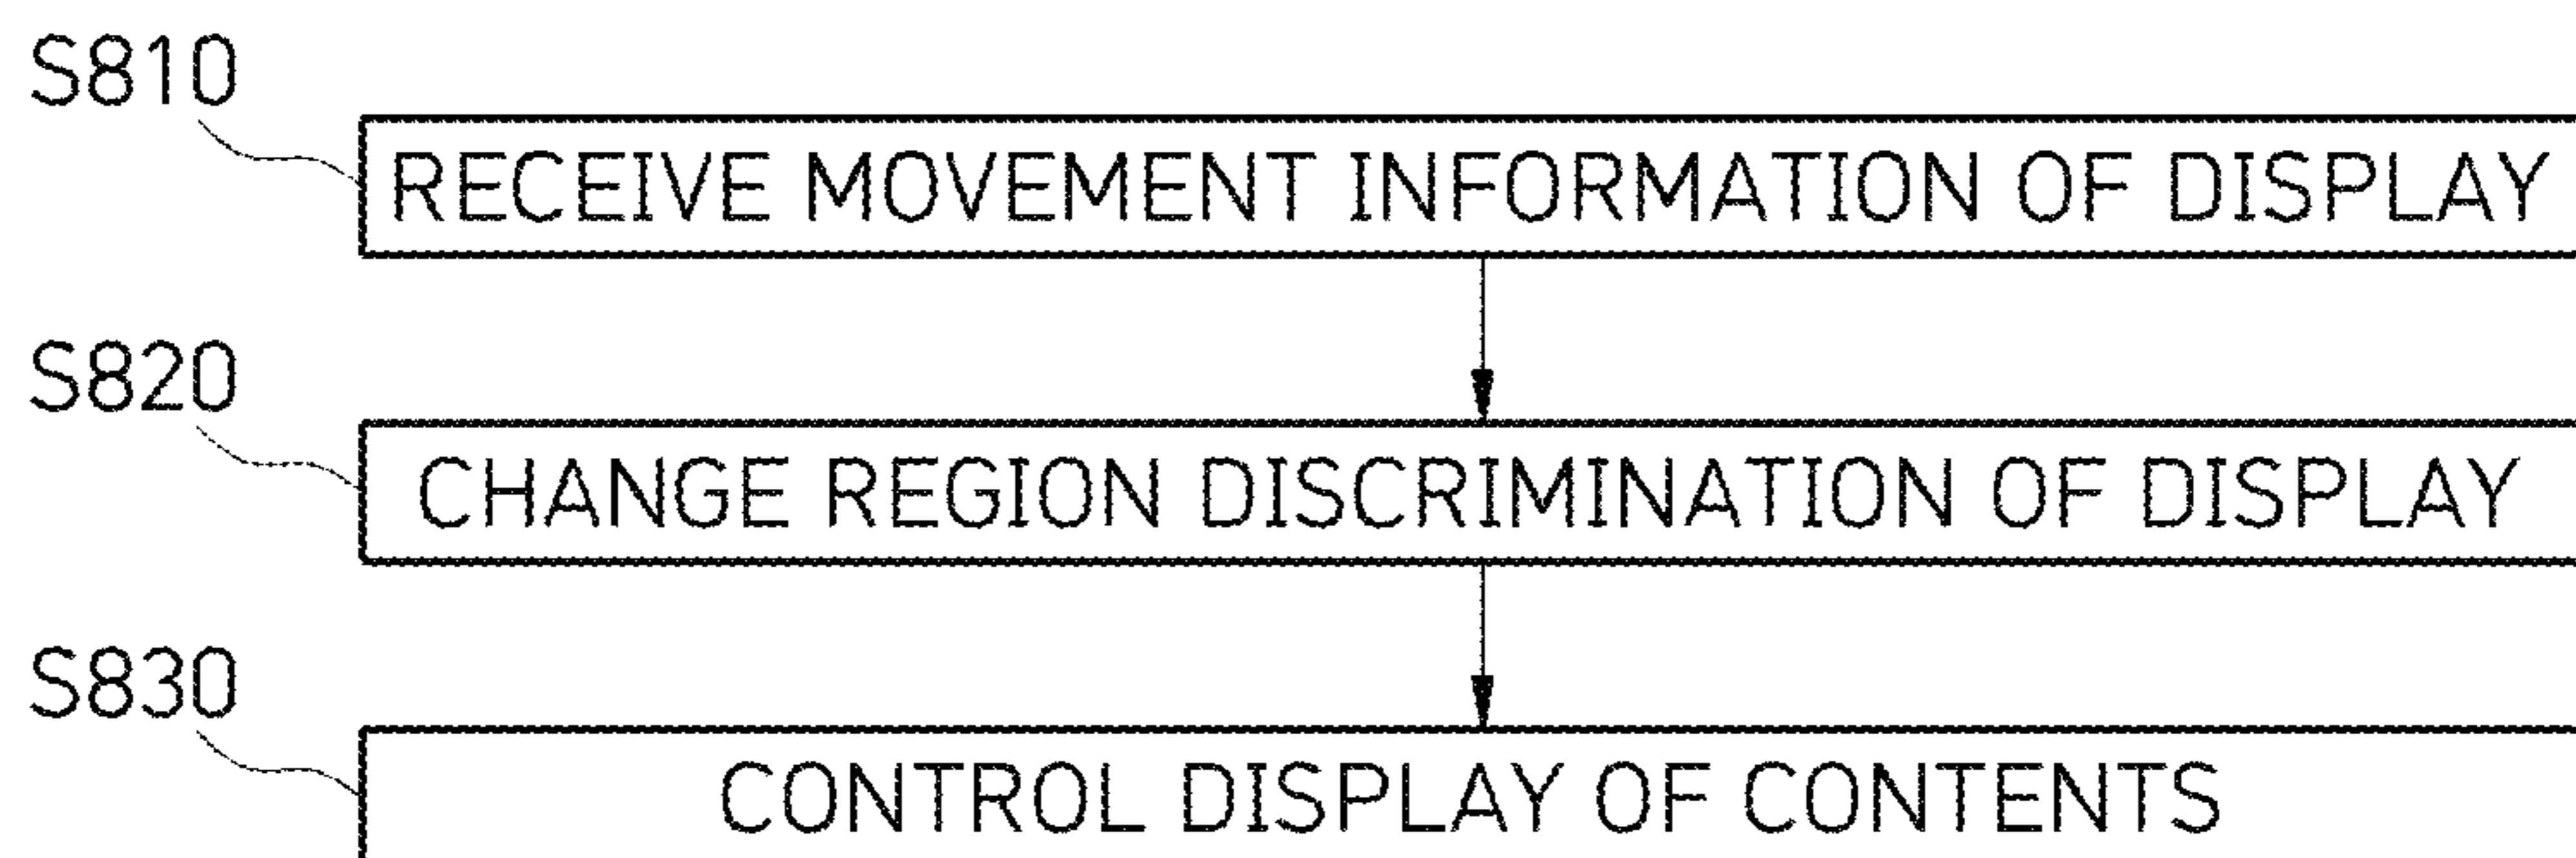 S810
RECEIVE MOVEMENT INFORMATION OF DISPLAY
S820
CHANGE REGION DISCRIMINATION OF DISPLAY
S830
CONTROL DISPLAY OF CONTENTS